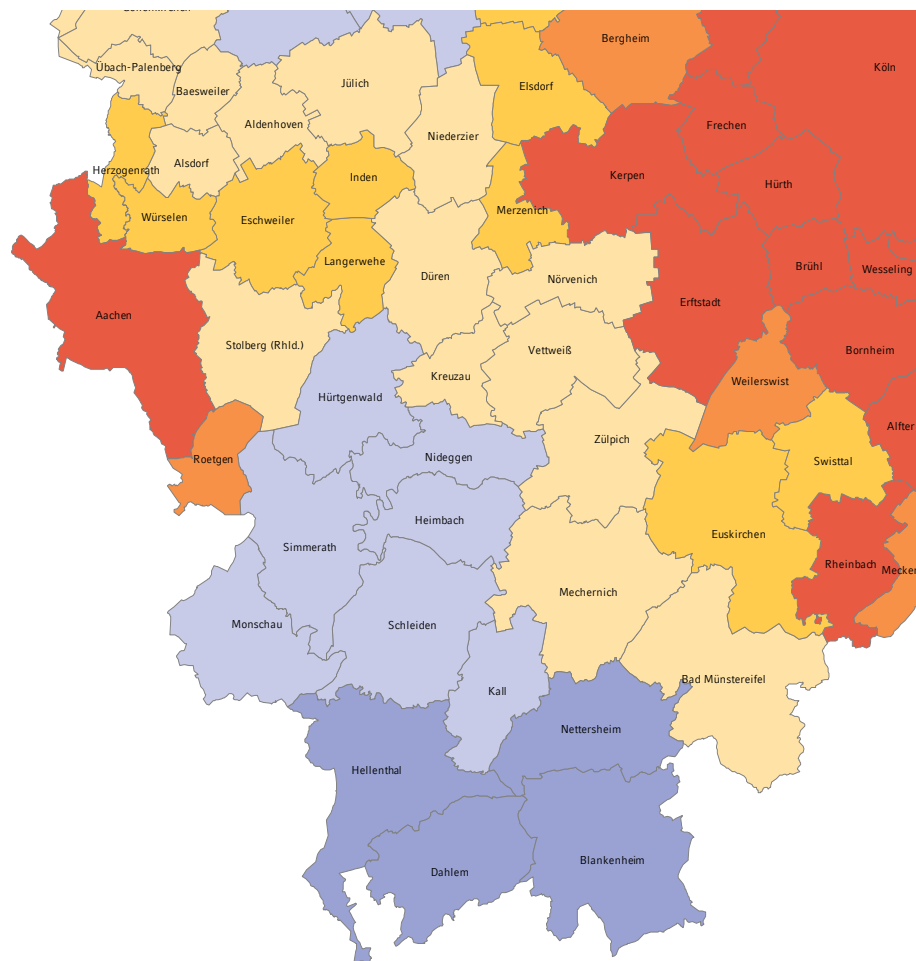 Bergheim
Köln
Übach-Palenberg
Jülich
Elsdorf
Baesweiler
Aldenhoven
Frechen
Niederzier
Alsdorf
Herzogenrath
Inden
Kerpen
Hürth
Würselen
Eschweiler
Merzenich
Langerwehe
Düren
Nörvenich
Brühl
Wesseling
Erftstadt
Aachen
Stolberg (Rhld.)
Vettweiß
Bornheim
Kreuzau
Weilerswist
Hürtgenwald
Alfter
Zülpich
Roetgen
Nideggen
Swisttal
Heimbach
Euskirchen
Simmerath
Rheinbach
Mecken
Mechernich
Monschau
Schleiden
Bad Münstereifel
Kall
Nettersheim
Hellenthal
Blankenheim
Dahlem